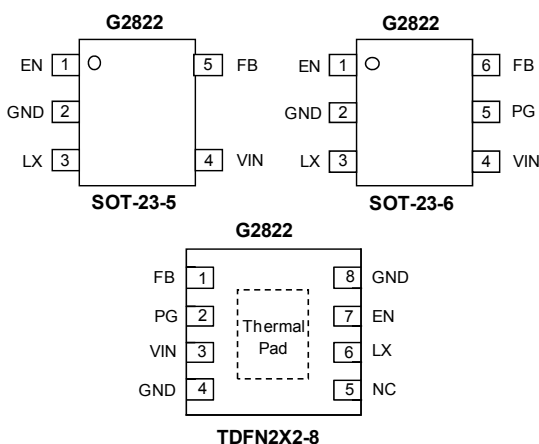 G2822
EN 1 5 FB
GND 2
LX 3 4 VIN
SOT-23-5
G2822
EN 1 6 FB
GND 2 5 PG
LX 3 4 VIN
SOT-23-6
G2822
FB 1 8 GND
PG 2 7 EN
VIN 3 6 LX
GND 4 5 NC
Thermal
Pad
TDFN2X2-8